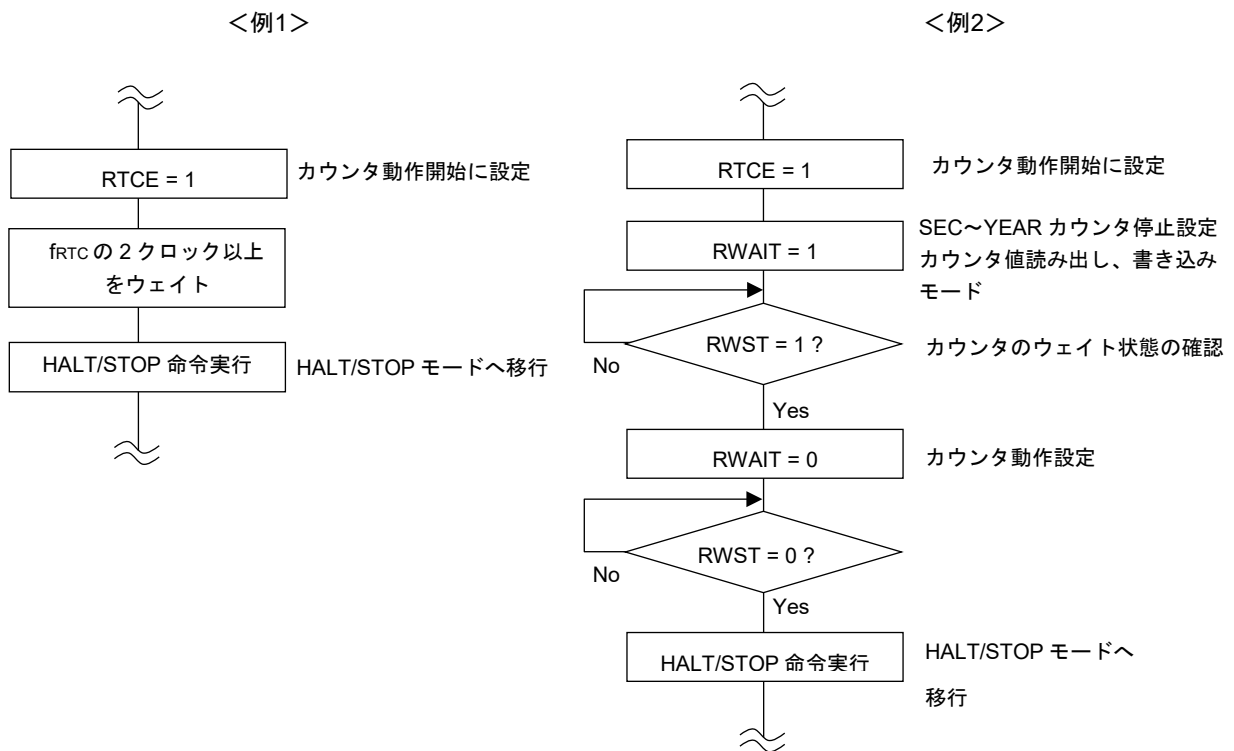 ＜例1＞
RTCE = 1
カウンタ動作開始に設定
fRTC の 2 クロック以上
をウェイト
HALT/STOP 命令実行
HALT/STOP モードへ移行
＜例2＞
RTCE = 1
カウンタ動作開始に設定
RWAIT = 1
SEC～YEAR カウンタ停止設定
カウンタ値読み出し、書き込み
モード
RWST = 1 ?
カウンタのウェイト状態の確認
No
Yes
RWAIT = 0
カウンタ動作設定
RWST = 0 ?
No
Yes
HALT/STOP 命令実行
HALT/STOP モードへ
移行